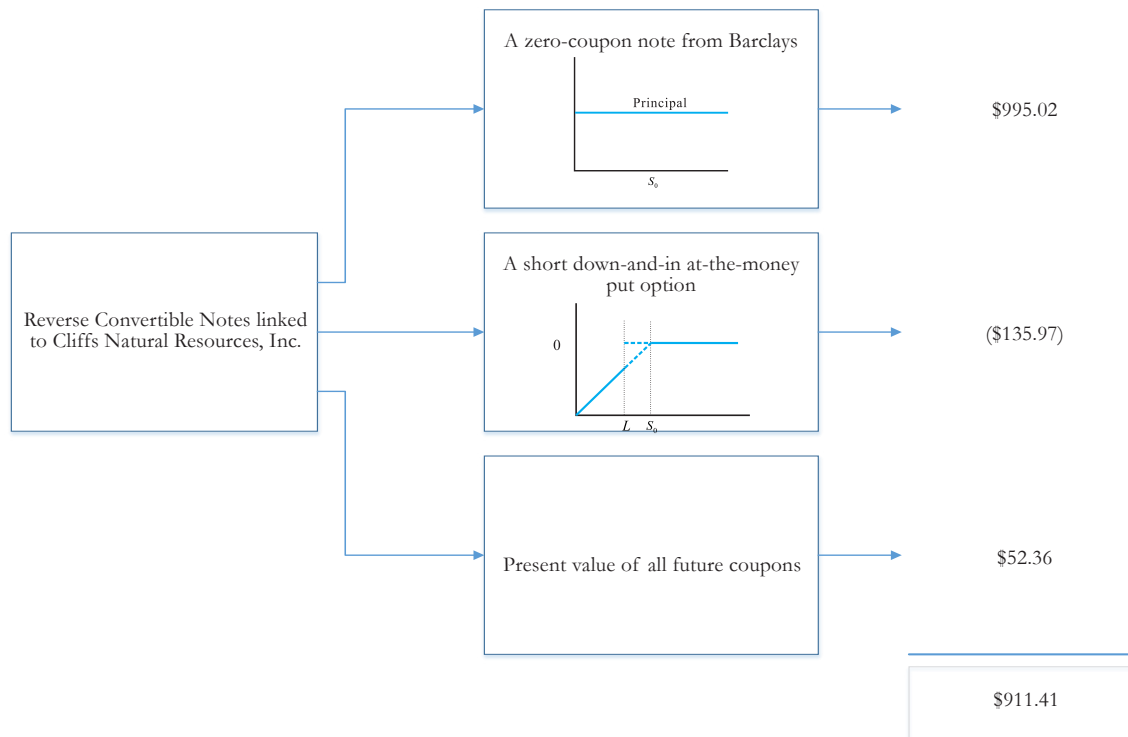 A zero-coupon note from Barclays
Principal
S₀
$995.02
Reverse Convertible Notes linked
to Cliffs Natural Resources, Inc.
A short down-and-in at-the-money
put option
0
L S₀
($135.97)
Present value of all future coupons
$52.36
$911.41